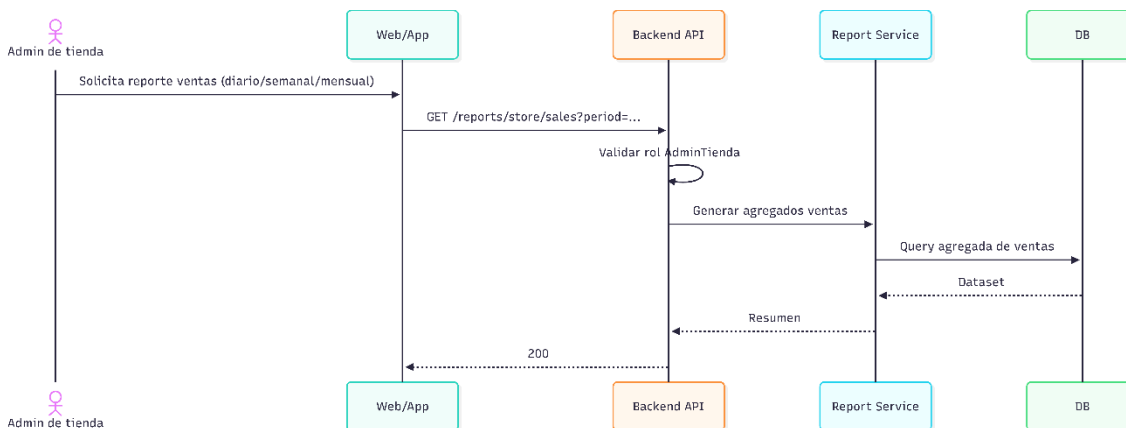 Admin de tienda
Web/App
Backend API
Report Service
DB
Solicita reporte ventas (diario/semanal/mensual)
GET /reports/store/sales?period=...
Validar rol AdminTienda
Generar agregados ventas
Query agregada de ventas
Dataset
Resumen
200
Admin de tienda
Web/App
Backend API
Report Service
DB